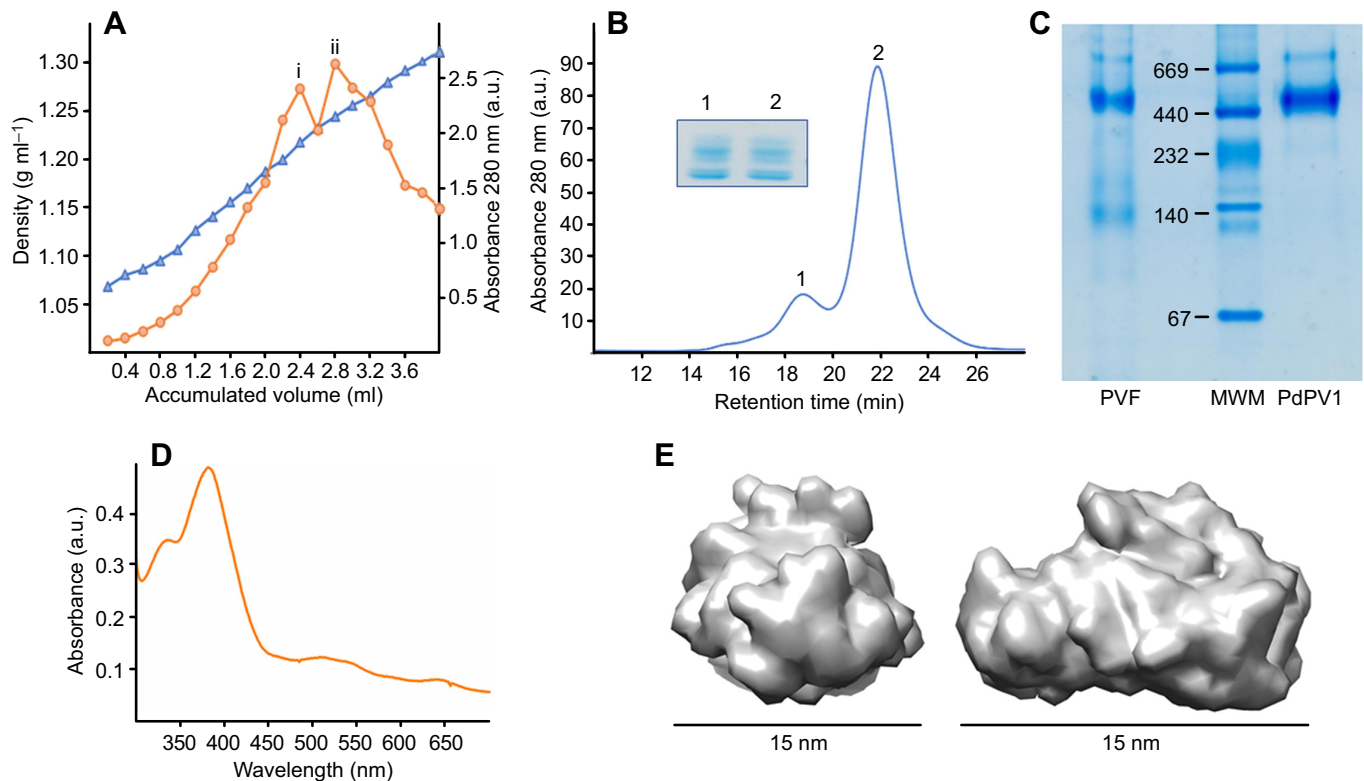 A
Density (g ml⁻¹)
1.30
1.25
1.20
1.15
1.10
1.05
i
ii
2.5
2.0
1.5
1.0
0.5
Absorbance 280 nm (a.u.)
0.4 0.8 1.2 1.6 2.0 2.4 2.8 3.2 3.6
Accumulated volume (ml)
B
Absorbance 280 nm (a.u.)
90
80
70
60
50
40
30
20
10
1 2
1
2
12 14 16 18 20 22 24 26
Retention time (min)
C
669
440
232
140
67
PVF MWM PdPV1
D
Absorbance (a.u.)
0.4
0.3
0.2
0.1
350 400 450 500 550 600 650
Wavelength (nm)
E
15 nm 15 nm